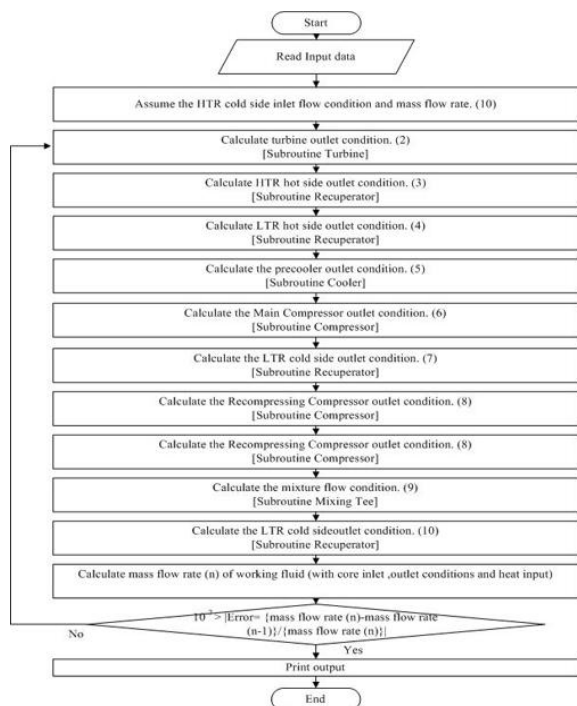 Start
Read Input data
Assume the HTR cold side inlet flow condition and mass flow rate. (10)
Calculate turbine outlet condition. (2)
[Subroutine Turbine]
Calculate HTR hot side outlet condition. (3)
[Subroutine Recuperator]
Calculate LTR hot side outlet condition. (4)
[Subroutine Recuperator]
Calculate the precooler outlet condition. (5)
[Subroutine Cooler]
Calculate the Main Compressor outlet condition. (6)
[Subroutine Compressor]
Calculate the LTR cold side outlet condition. (7)
[Subroutine Recuperator]
Calculate the Recompressing Compressor outlet condition. (8)
[Subroutine Compressor]
Calculate the Recompressing Compressor outlet condition. (8)
[Subroutine Compressor]
Calculate the mixture flow condition. (9)
[Subroutine Mixing Tee]
Calculate the LTR cold sideoutlet condition. (10)
[Subroutine Recuperator]
Calculate mass flow rate (n) of working fluid (with core inlet ,outlet conditions and heat input)
10 > |Error= {mass flow rate (n)-mass flow rate
(n-1)}/{mass flow rate (n)}|
No
Yes
Print output
End